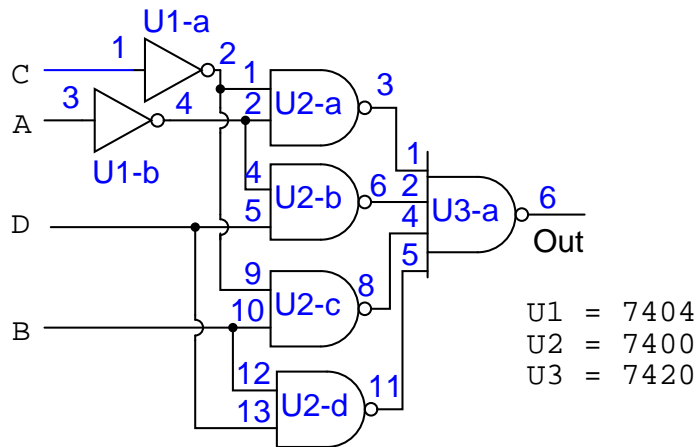 U1-a
1 2
C
1 3
3 4 2 U2-a
A
U1-b
1
4 6 2 6
5 U2-b 4 U3-a
D
5 Out
9 8
10 U2-c
U1 = 7404
B
U2 = 7400
12 11
U3 = 7420
13 U2-d